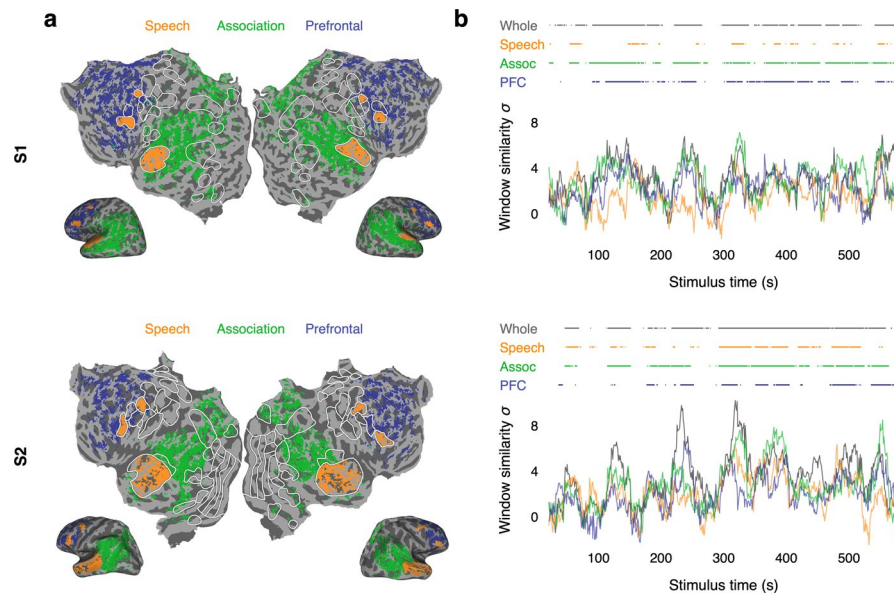 a
Speech Association Prefrontal
S1
b
Whole
Speech
Assoc
PFC
Window similarity σ
8
4
0
100 200 300 400 500
Stimulus time (s)
Speech Association Prefrontal
S2
Whole
Speech
Assoc
PFC
Window similarity σ
8
4
0
100 200 300 400 500
Stimulus time (s)